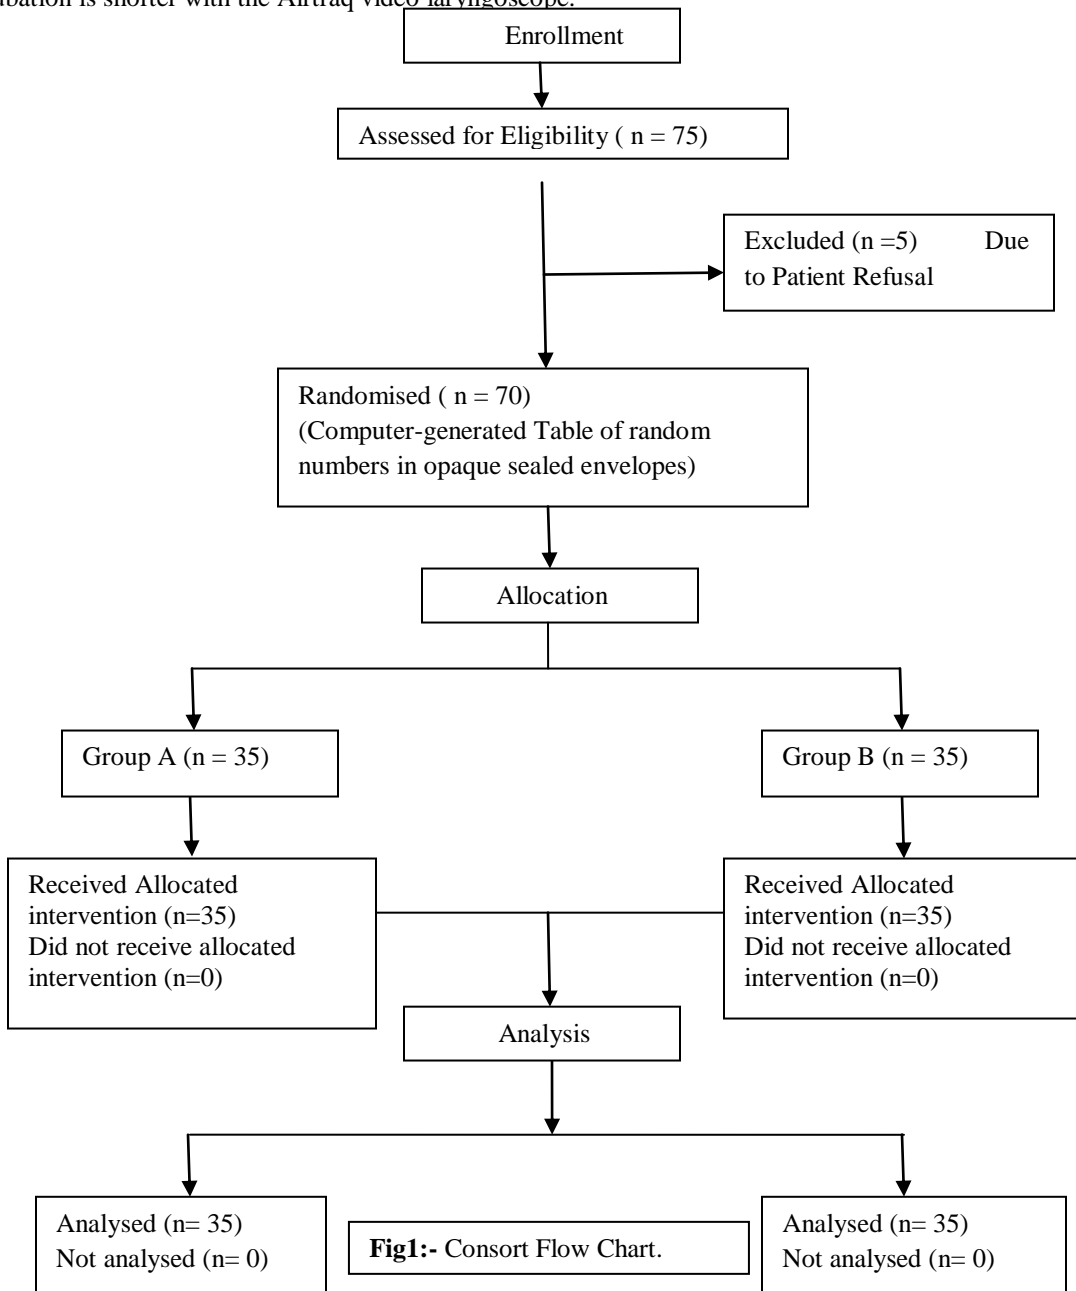 bation is shorter with the Airtraq video laryngoscope.
Enrollment
Assessed for Eligibility ( n = 75)
Excluded (n =5) Due
to Patient Refusal
Randomised ( n = 70)
(Computer-generated Table of random
numbers in opaque sealed envelopes)
Allocation
Group A (n = 35)
Group B (n = 35)
Received Allocated
intervention (n=35)
Did not receive allocated
intervention (n=0)
Received Allocated
intervention (n=35)
Did not receive allocated
intervention (n=0)
Analysis
Analysed (n= 35)
Not analysed (n= 0)
Fig1:- Consort Flow Chart.
Analysed (n= 35)
Not analysed (n= 0)